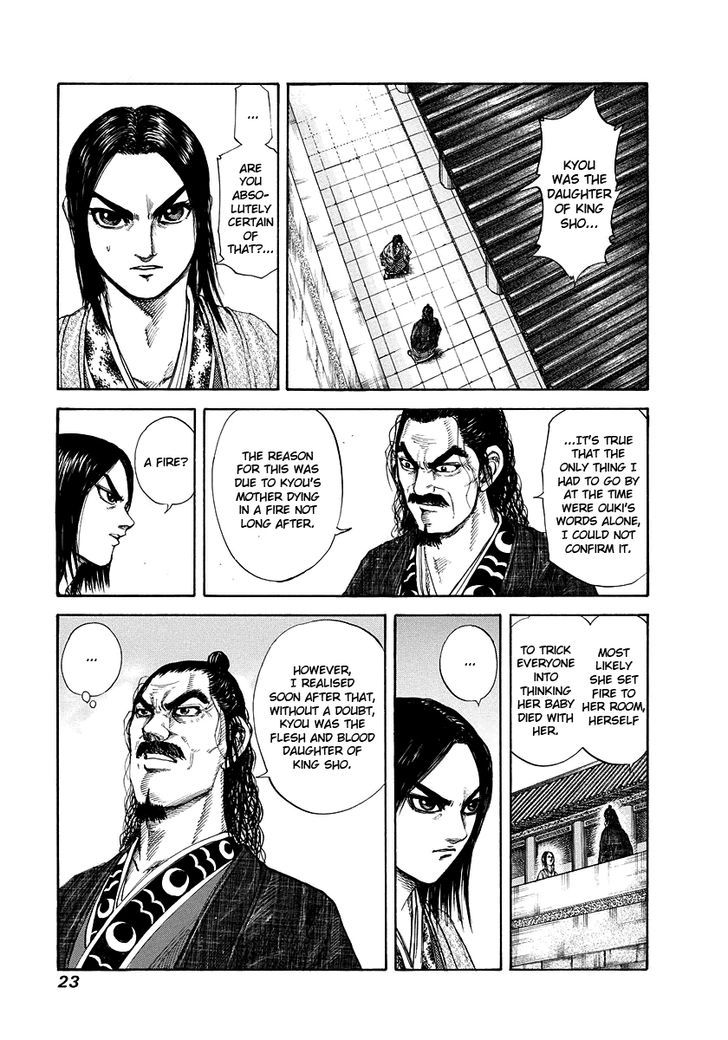 KYOU
WAS THE
DAUGHTER
OF KING
SHO...
...
ARE
YOU
ABSO-
LUTELY
CERTAIN
OF
THAT?...
...IT'S TRUE
THAT THE
ONLY THING I
HAD TO GO
BY AT THE
TIME
WERE OUKI'S
WORDS ALONE,
I COULD NOT
CONFIRM IT.
THE REASON
FOR THIS WAS
DUE TO KYOU'S
MOTHER DYING
IN A FIRE NOT
LONG AFTER.
A FIRE?
MOST
LIKELY
SHE SET
FIRE TO
HER ROOM,
HERSELF
TO TRICK
EVERYONE
INTO
THINKING
HER BABY
DIED WITH
HER.
...
HOWEVER,
I REALISED
SOON AFTER THAT,
WITHOUT A DOUBT,
KYOU WAS THE
FLESH AND BLOOD
DAUGHTER OF
KING SHO.
...
23